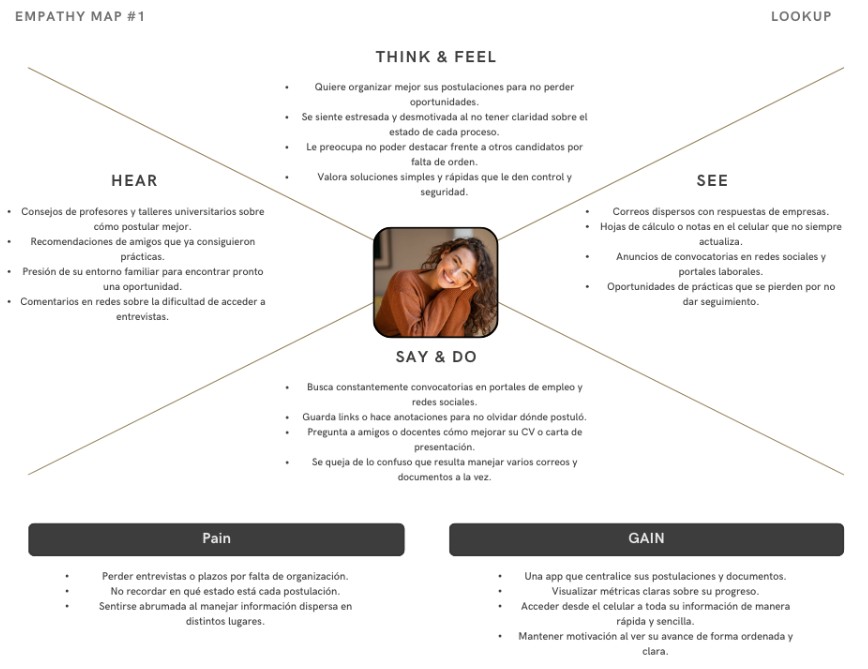 EMPATHY MAP #1
LOOKUP
THINK & FEEL
• Quiere organizar mejor sus postulaciones para no perder
oportunidades.
• Se siente estresada y desmotivada al no tener claridad sobre el
estado de cada proceso.
• Le preocupa no poder destacar frente a otros candidatos por
falta de orden.
• Valora soluciones simples y rápidas que le den control y
seguridad.
HEAR
• Consejos de profesores y talleres universitarios sobre
cómo postular mejor.
• Recomendaciones de amigos que ya consiguieron
prácticas.
• Presión de su entorno familiar para encontrar pronto
una oportunidad.
• Comentarios en redes sobre la dificultad de acceder a
entrevistas.
SEE
• Correos dispersos con respuestas de empresas.
• Hojas de cálculo o notas en el celular que no siempre
actualiza.
• Anuncios de convocatorias en redes sociales y
portales laborales.
• Oportunidades de prácticas que se pierden por no
dar seguimiento.
SAY & DO
• Busca constantemente convocatorias en portales de empleo y
redes sociales.
• Guarda links o hace anotaciones para no olvidar dónde postuló.
• Pregunta a amigos o docentes cómo mejorar su CV o carta de
presentación.
• Se queja de lo confuso que resulta manejar varios correos y
documentos a la vez.
Pain
• Perder entrevistas o plazos por falta de organización.
• No recordar en qué estado está cada postulación.
• Sentirse abrumada al manejar información dispersa en
distintos lugares.
GAIN
• Una app que centralice sus postulaciones y documentos.
• Visualizar métricas claras sobre su progreso.
• Acceder desde el celular a toda su información de manera
rápida y sencilla.
• Mantener motivación al ver su avance de forma ordenada y
clara.